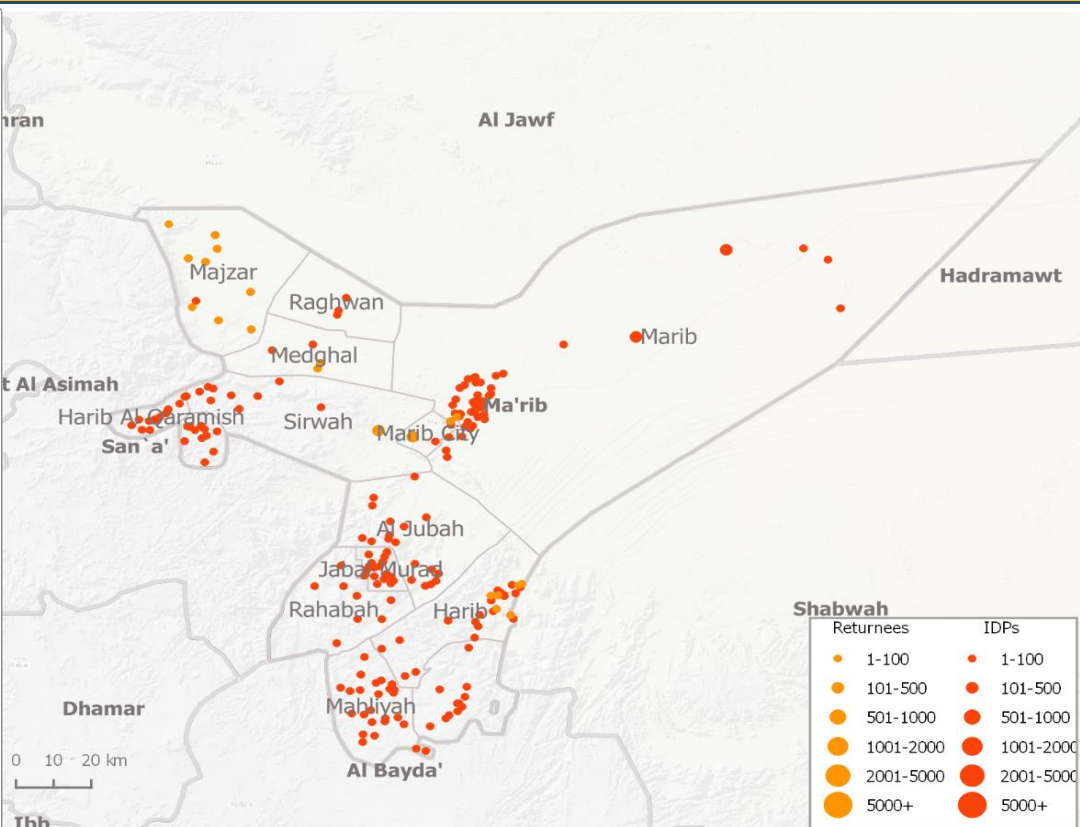 mran
Al Jawf
Majzar
Hadramawt
Raghwan
Marib
Medghal
t Al Asimah
Ma'rib
Harib Al Qaramish
Sirwah
Marib City
San`a'
Al Jubah
Jabal Murad
Rahabah
Harib
Shabwah
Returnees IDPs
1-100 1-100
101-500 101-500
501-1000 501-1000
1001-2000 1001-2000
2001-5000 2001-5000
5000+ 5000+
Mahliyah
Dhamar
0 10 20 km
Al Bayda'
Ibb